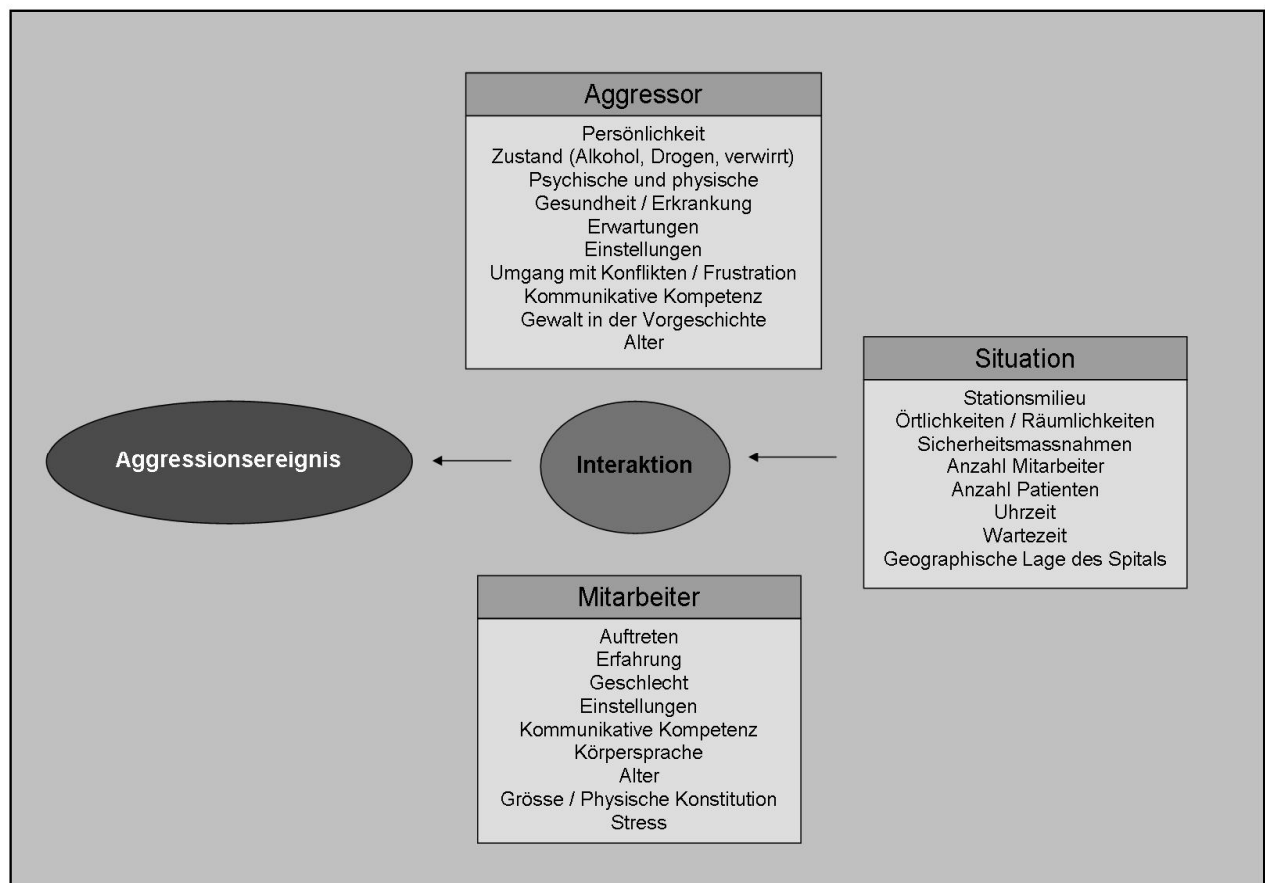 Aggressor
Persönlichkeit
Zustand (Alkohol, Drogen, verwirrt)
Psychische und physische
Gesundheit / Erkrankung
Erwartungen
Einstellungen
Umgang mit Konflikten / Frustration
Kommunikative Kompetenz
Gewalt in der Vorgeschichte
Alter
Situation
Stationsmilieu
Örtlichkeiten / Räumlichkeiten
Sicherheitsmassnahmen
Anzahl Mitarbeiter
Anzahl Patienten
Uhrzeit
Wartezeit
Geographische Lage des Spitals
Aggressionsereignis
Interaktion
Mitarbeiter
Auftreten
Erfahrung
Geschlecht
Einstellungen
Kommunikative Kompetenz
Körpersprache
Alter
Grösse / Physische Konstitution
Stress